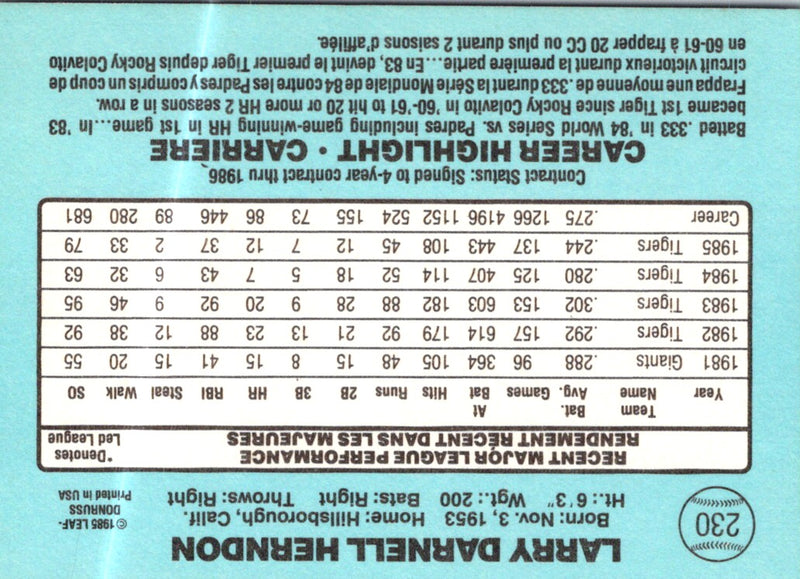 230
LARRY DARNELL HERNDON
Born: Nov. 3, 1953 Home: Hillsborough, Calif.
Ht.: 6'3" Wgt.: 200 Bats: Right Throws: Right
© 1985 LEAF-
DONRUSS
Printed in USA
RECENT MAJOR LEAGUE PERFORMANCE
RENDEMENT RÉCENT DANS LES MAJEURES
*Denotes
Led League
Year Team Name Bat. Avg. Games At Bat Hits Runs 2B 3B HR RBI Steal Walk SO
1981 Giants .288 96 364 105 48 15 8 15 41 15 20 55
1982 Tigers .292 157 614 179 92 21 13 23 88 12 38 92
1983 Tigers .302 153 603 182 88 28 9 20 92 9 46 95
1984 Tigers .280 125 407 114 52 18 5 7 43 6 32 63
1985 Tigers .244 137 443 108 45 12 7 12 37 2 33 79
Career .275 1266 4196 1152 524 155 73 86 446 89 280 681
Contract Status: Signed to 4-year contract thru 1986
CAREER HIGHLIGHT • CARRIÈRE
Batted .333 in '84 World Series vs. Padres including game-winning HR in 1st game...In '83
became 1st Tiger since Rocky Colavito in '60-'61 to hit 20 or more HR 2 seasons in a row.
Frappa une moyenne de .333 durant la Série Mondiale de 84 contre les Padres y compris un coup de
circuit victorieux durant la première partie...En 83, devint le premier Tiger depuis Rocky Colavito
en 60-61 à frapper 20 CC ou plus durant 2 saisons d'affilée.